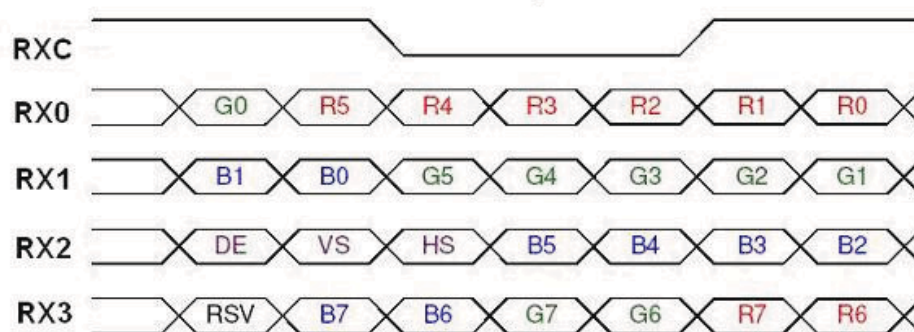 RXC
RX0 G0 R5 R4 R3 R2 R1 R0
RX1 B1 B0 G5 G4 G3 G2 G1
RX2 DE VS HS B5 B4 B3 B2
RX3 RSV B7 B6 G7 G6 R7 R6